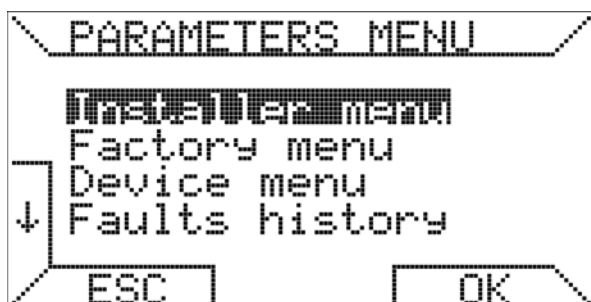 PARAMETERS MENU
Installer menu
Factory menu
Device menu
↓ Faults history
ESC OK